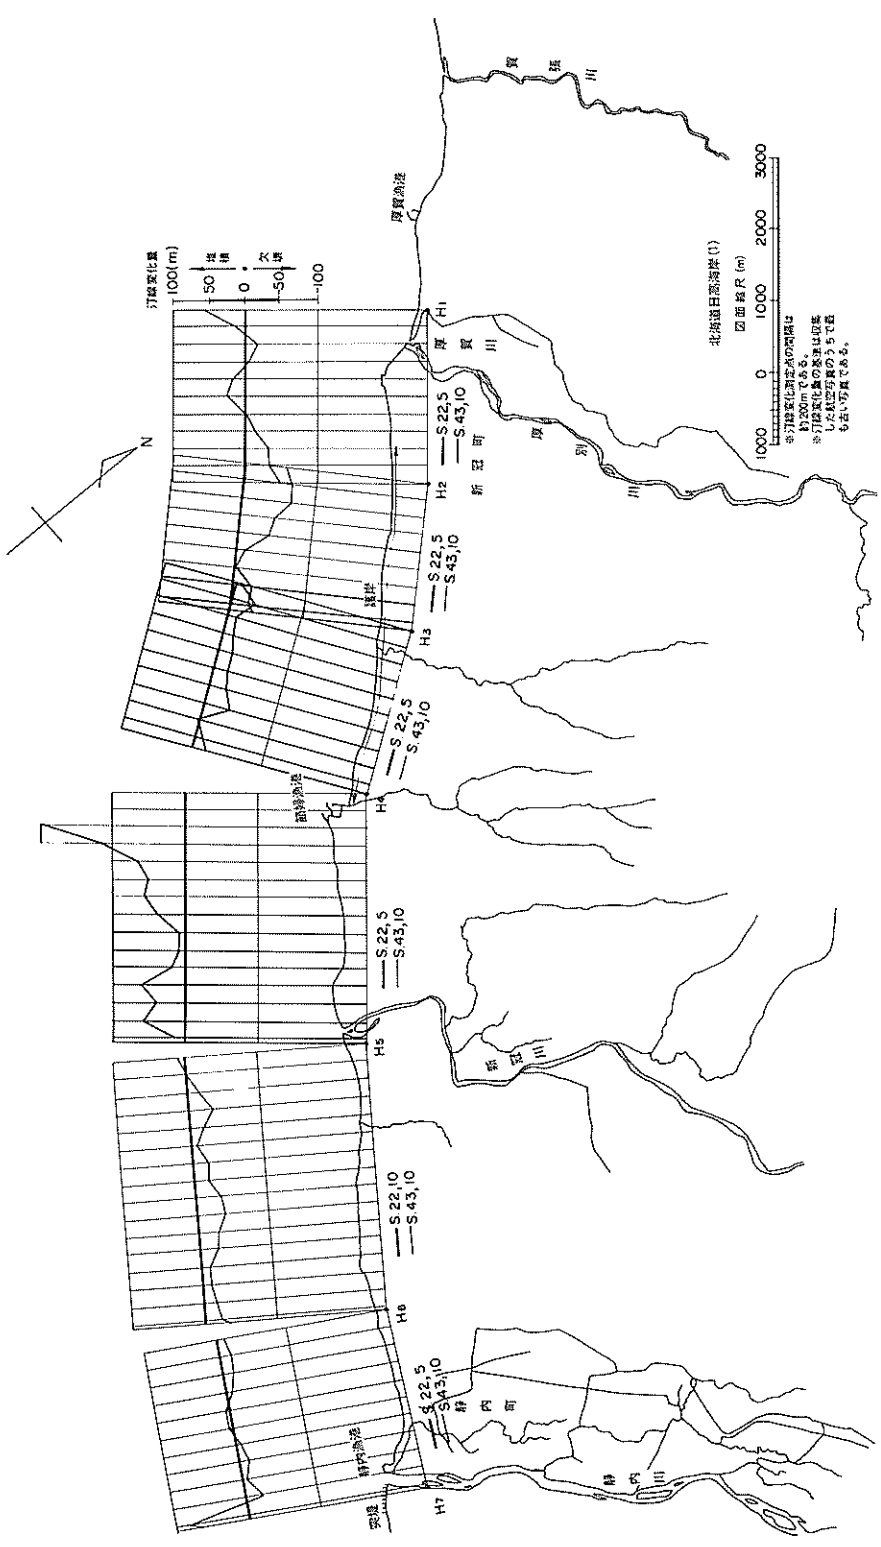 賀張川
厚賀漁港
汀線変化量
100(m)
50
0
-50
-100
堆積
欠壊
H1
厚賀川
S.22,5
S.43,10
新冠町
H2
厚別川
北海道日高海岸(1)
図面縮尺(m)
1000 0 1000 2000 3000
※汀線変化測定点の間隔は
約200mである。
※汀線変化量の基準は収集
した航空写真のうちで最
も古い写真である。
N
S.22,5
S.43,10
護岸
H3
S.22,5
S.43,10
節婦漁港
H4
S.22,5
S.43,10
H5
新冠川
S.22,10
S.43,10
H6
S.22,5
S.43,10
静内町
静内漁港
突堤
H7
静内川